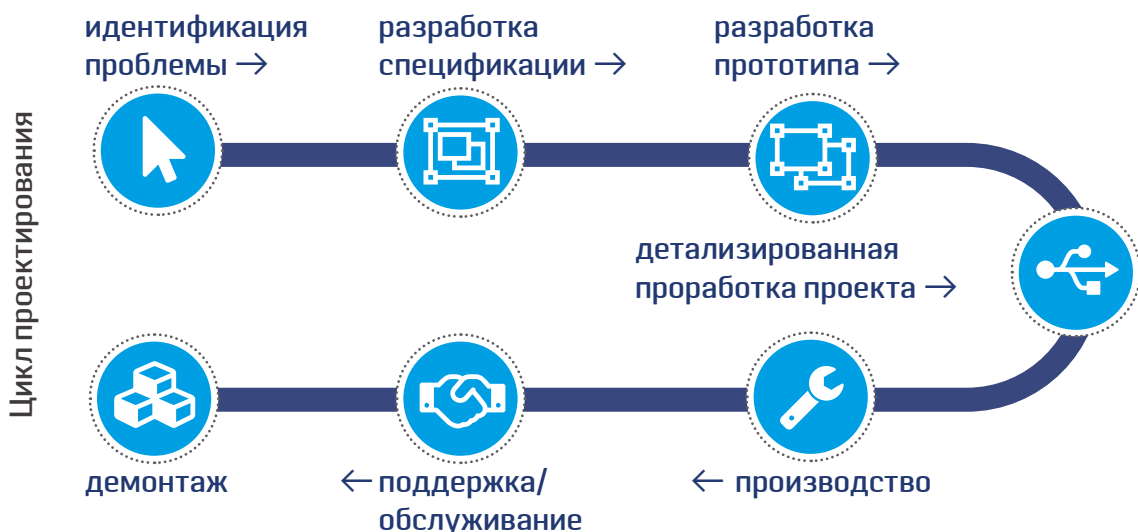 Цикл проектирования
идентификация
проблемы →
разработка
спецификации →
разработка
прототипа →
детализированная
проработка проекта →
← производство
← поддержка/
обслуживание
демонтаж